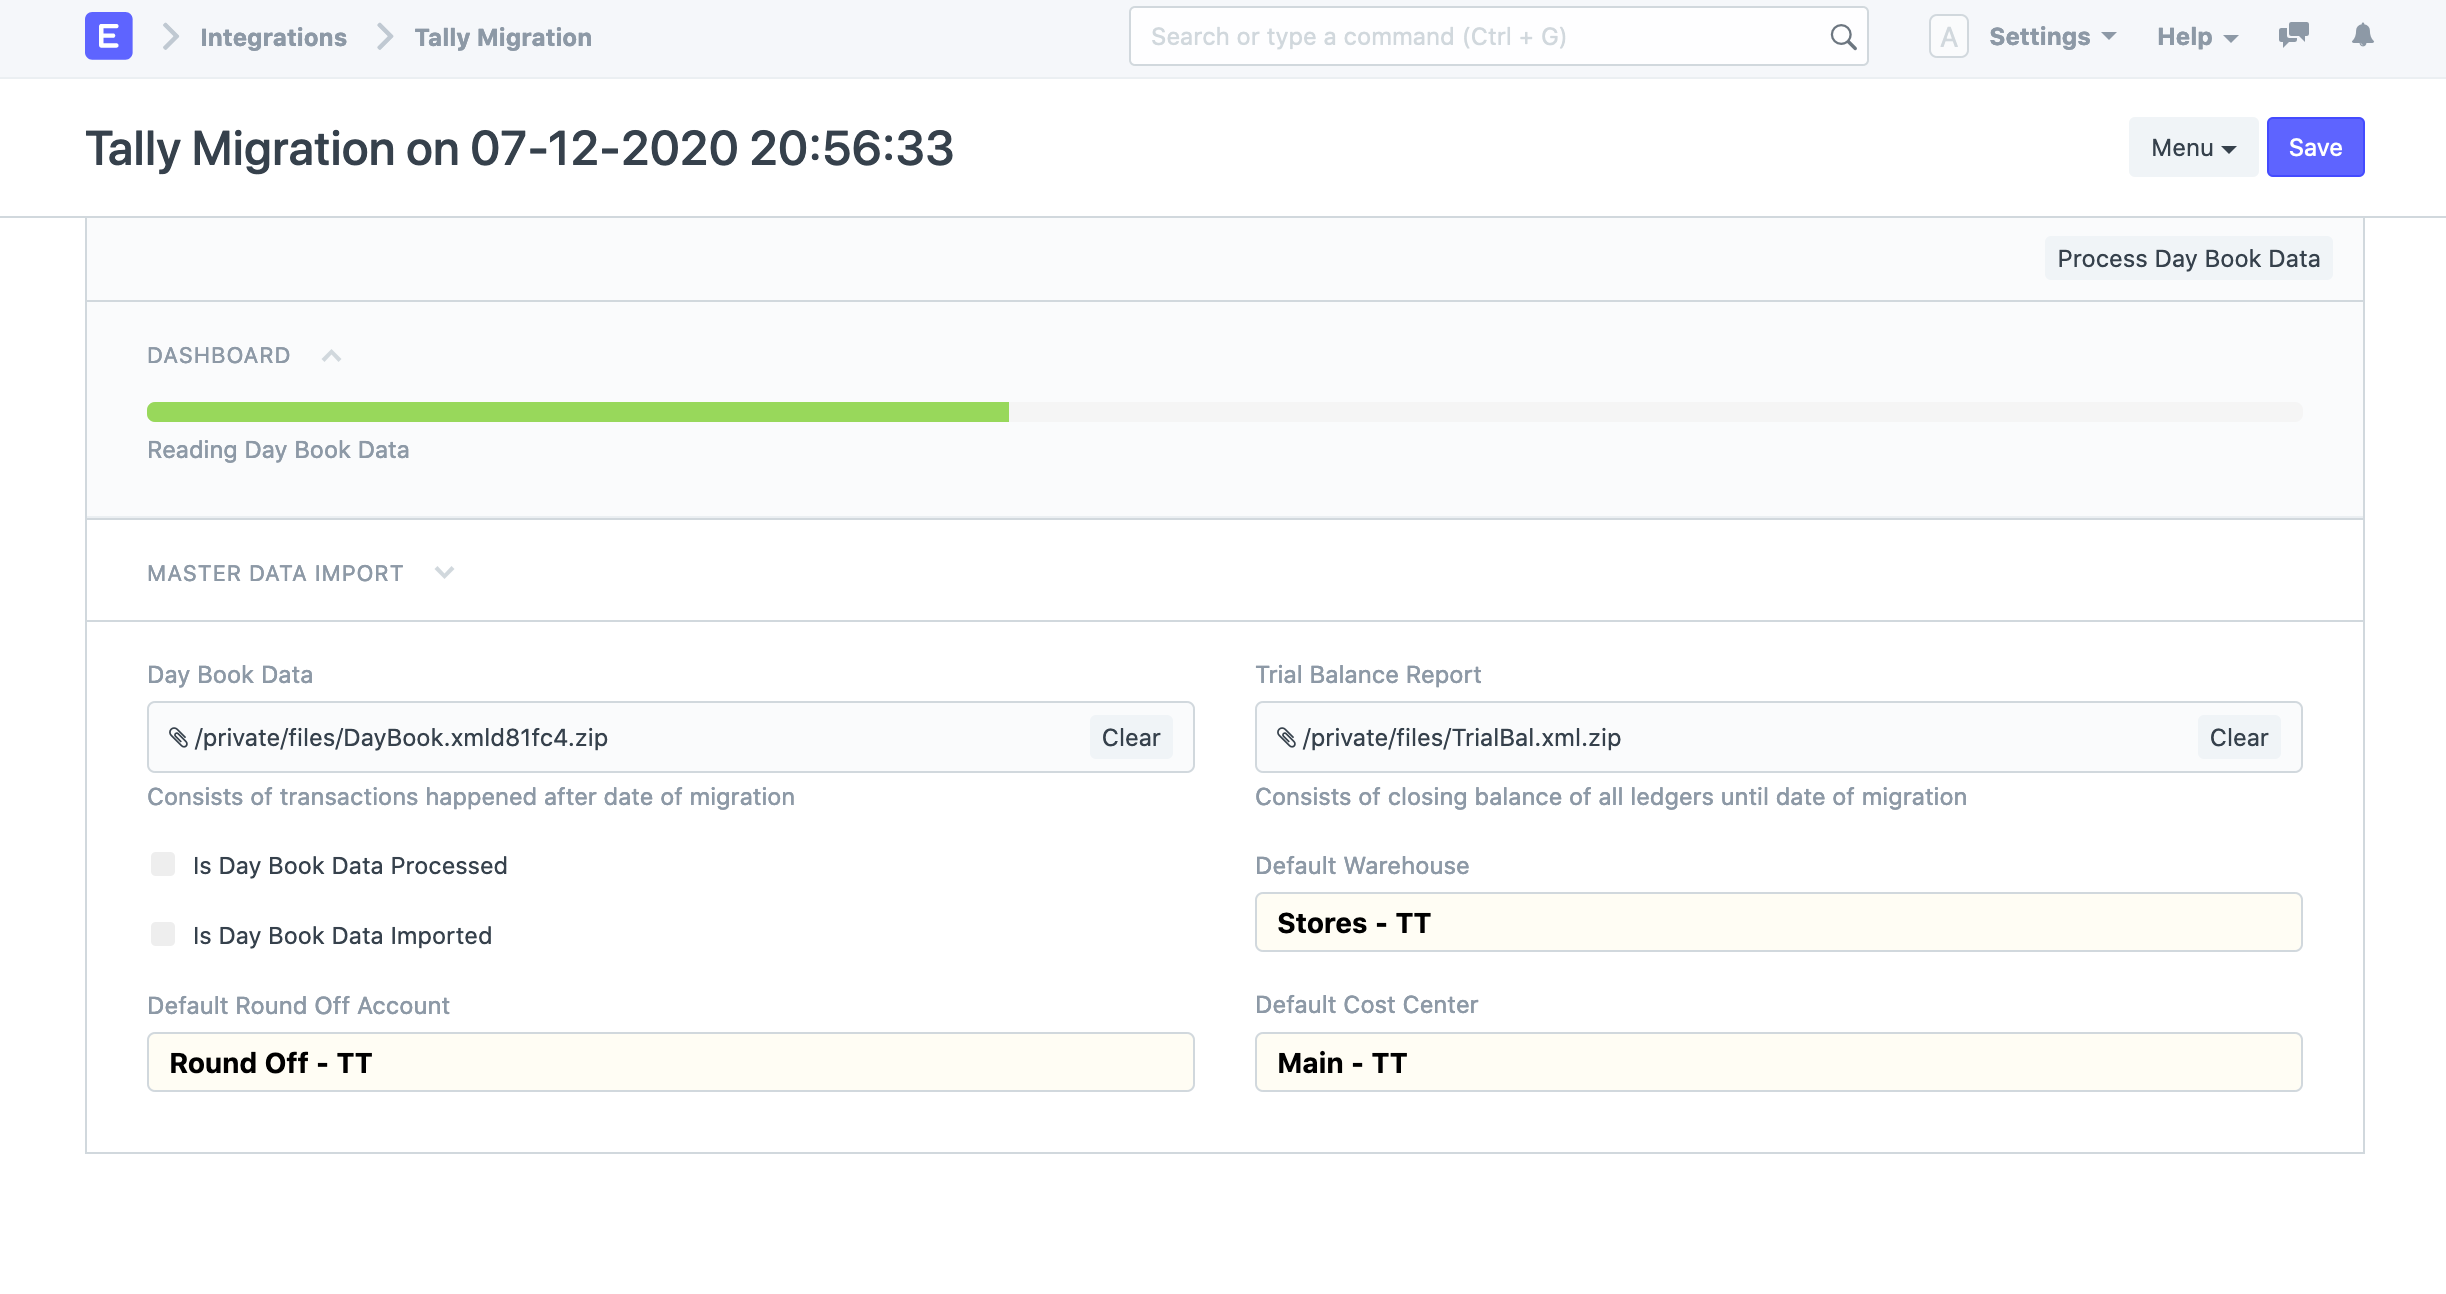 E
Integrations
Tally Migration
Search or type a command (Ctrl + G)
A
Settings
Help
Tally Migration on 07-12-2020 20:56:33
Menu
Save
Process Day Book Data
DASHBOARD
Reading Day Book Data
MASTER DATA IMPORT
Day Book Data
/private/files/DayBook.xmld81fc4.zip
Clear
Consists of transactions happened after date of migration
Is Day Book Data Processed
Is Day Book Data Imported
Default Round Off Account
Round Off - TT
Trial Balance Report
/private/files/TrialBal.xml.zip
Clear
Consists of closing balance of all ledgers until date of migration
Default Warehouse
Stores - TT
Default Cost Center
Main - TT